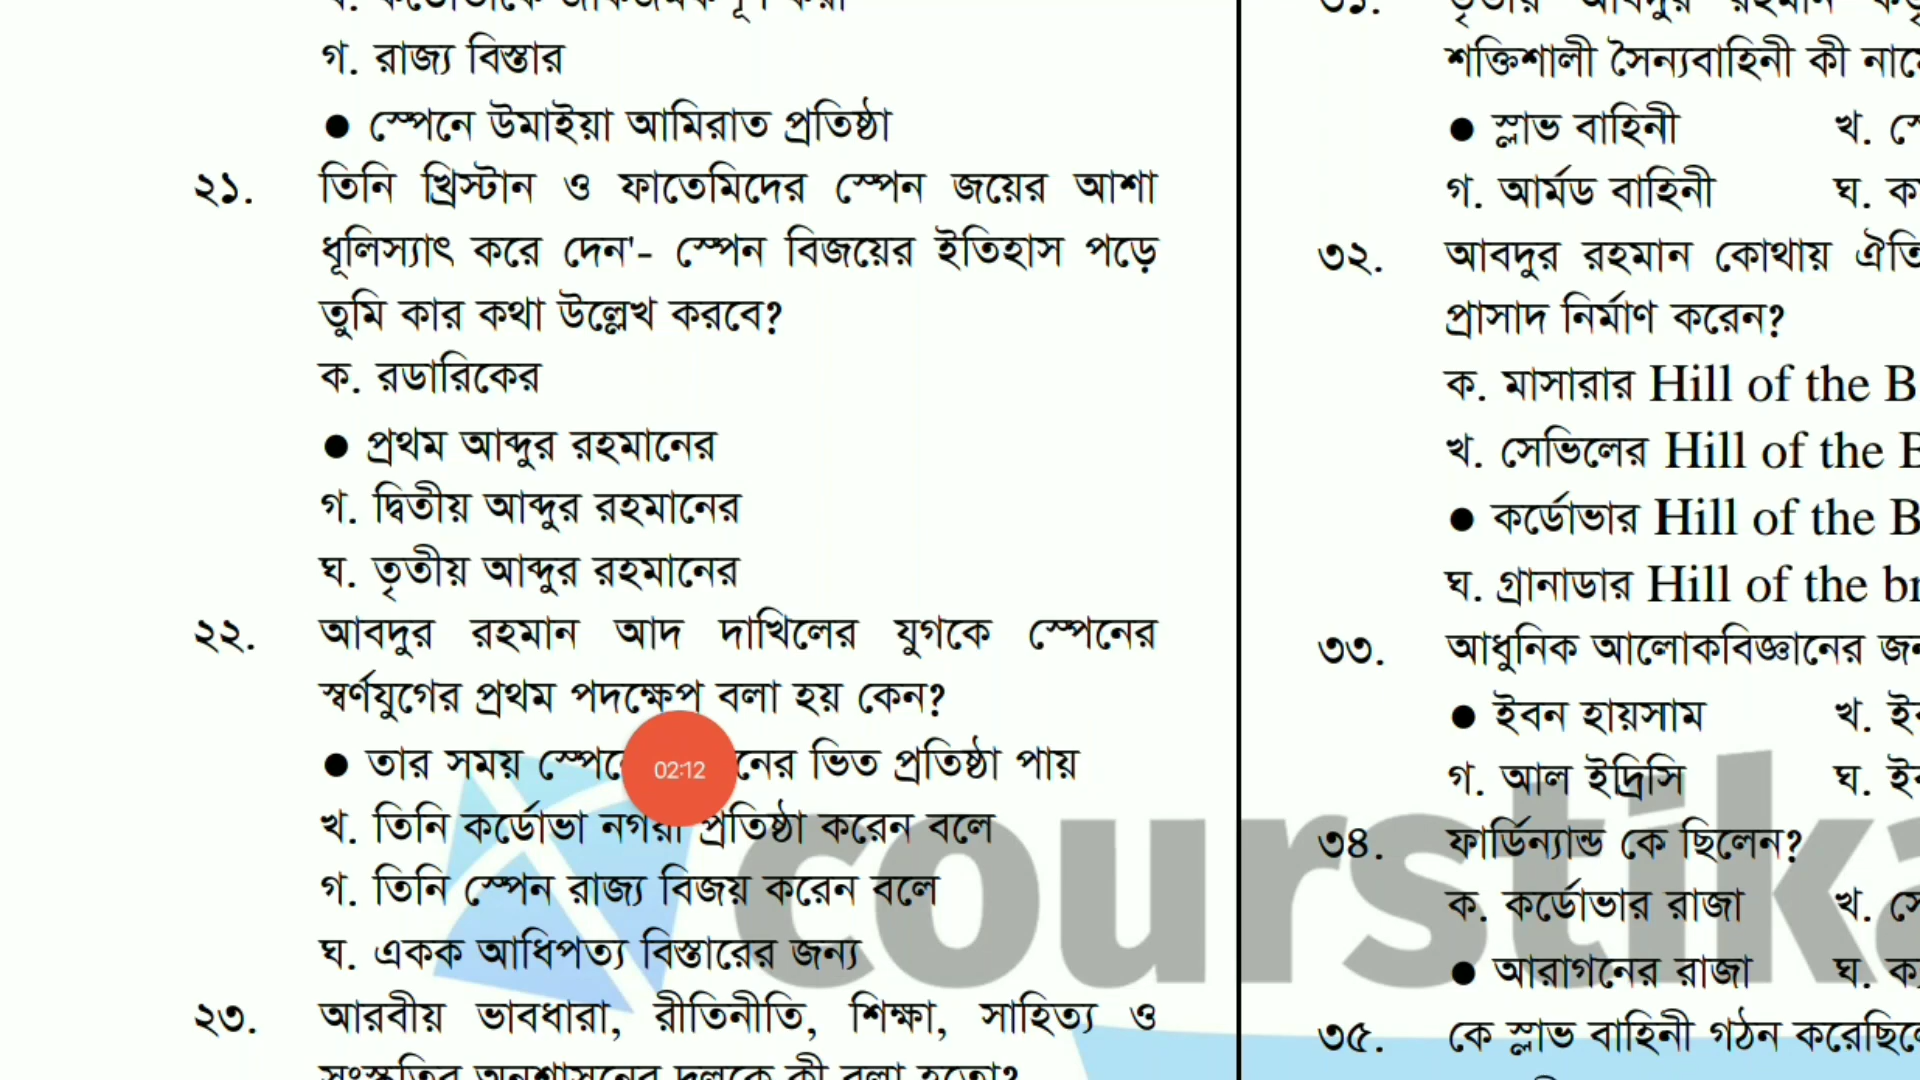 গ. রাজ্য বিস্তার
● স্পেনে উমাইয়া আমিরাত প্রতিষ্ঠা
২১. তিনি খ্রিস্টান ও ফাতেমিদের স্পেন জয়ের আশা
ধূলিস্যাৎ করে দেন'- স্পেন বিজয়ের ইতিহাস পড়ে
তুমি কার কথা উল্লেখ করবে?
ক. রডারিকের
● প্রথম আব্দুর রহমানের
গ. দ্বিতীয় আব্দুর রহমানের
ঘ. তৃতীয় আব্দুর রহমানের
২২. আবদুর রহমান আদ দাখিলের যুগকে স্পেনের
স্বর্ণযুগের প্রথম পদক্ষেপ বলা হয় কেন?
● তার সময় ভিত প্রতিষ্ঠা পায়
02:12
খ. তিনি কর্ডোভা নগরী প্রতিষ্ঠা করেন বলে
গ. তিনি স্পেন রাজ্য বিজয় করেন বলে
ঘ. একক আধিপত্য বিস্তারের জন্য
২৩. আরবীয় ভাবধারা, রীতিনীতি, শিক্ষা, সাহিত্য ও
৩১. তৃতীয় আবদুর রহমান
শক্তিশালী সৈন্যবাহিনী কী
● স্লাভ বাহিনী খ.
গ. আর্মড বাহিনী ঘ.
৩২. আবদুর রহমান কোথায়
প্রাসাদ নির্মাণ করেন?
ক. মাসারার Hill of the
খ. সেভিলের Hill of the
● কর্ডোভার Hill of the
ঘ. গ্রানাডার Hill of the
৩৩. আধুনিক আলোকবিজ্ঞানের
● ইবন হায়সাম খ.
গ. আল ইদ্রিসি ঘ.
৩৪. ফার্ডিন্যান্ড কে ছিলেন?
ক. কর্ডোভার রাজা খ.
● আরাগনের রাজা ঘ.
৩৫. কে স্লাভ বাহিনী গঠন
courstika